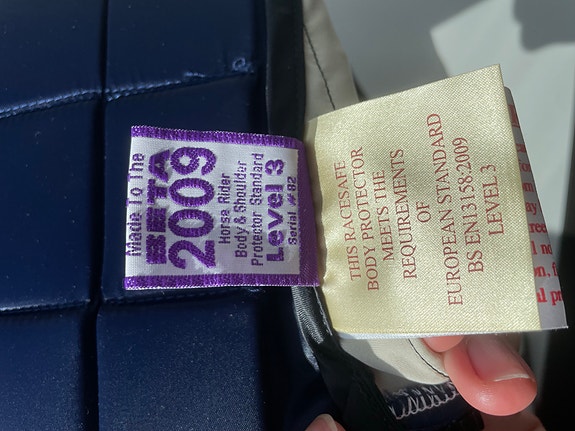 Made To The
BETA
2009
Horse Rider
Body & Shoulder
Protector Standard
Level 3
Serial # 82
THIS RACESAFE
BODY PROTECTOR
MEETS THE
REQUIREMENTS
OF
EUROPEAN STANDARD
BS EN13158:2009
LEVEL 3